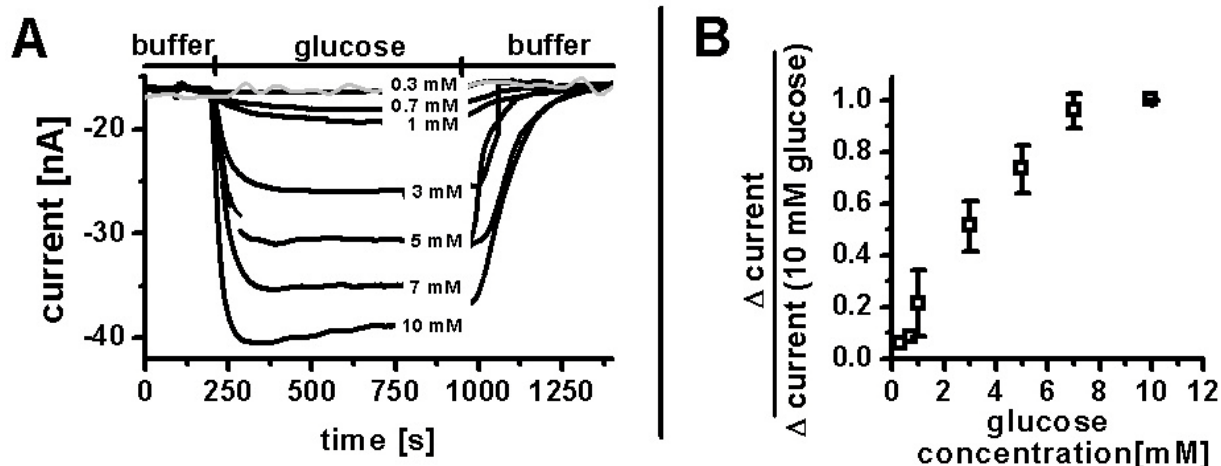 A
buffer glucose buffer
0.3 mM
0.7 mM
1 mM
3 mM
5 mM
7 mM
10 mM
-20
-30
-40
current [nA]
0 250 500 750 1000 1250
time [s]
B
Δ current
Δ current (10 mM glucose)
1.0
0.8
0.6
0.4
0.2
0.0
0 2 4 6 8 10 12
glucose
concentration[mM]